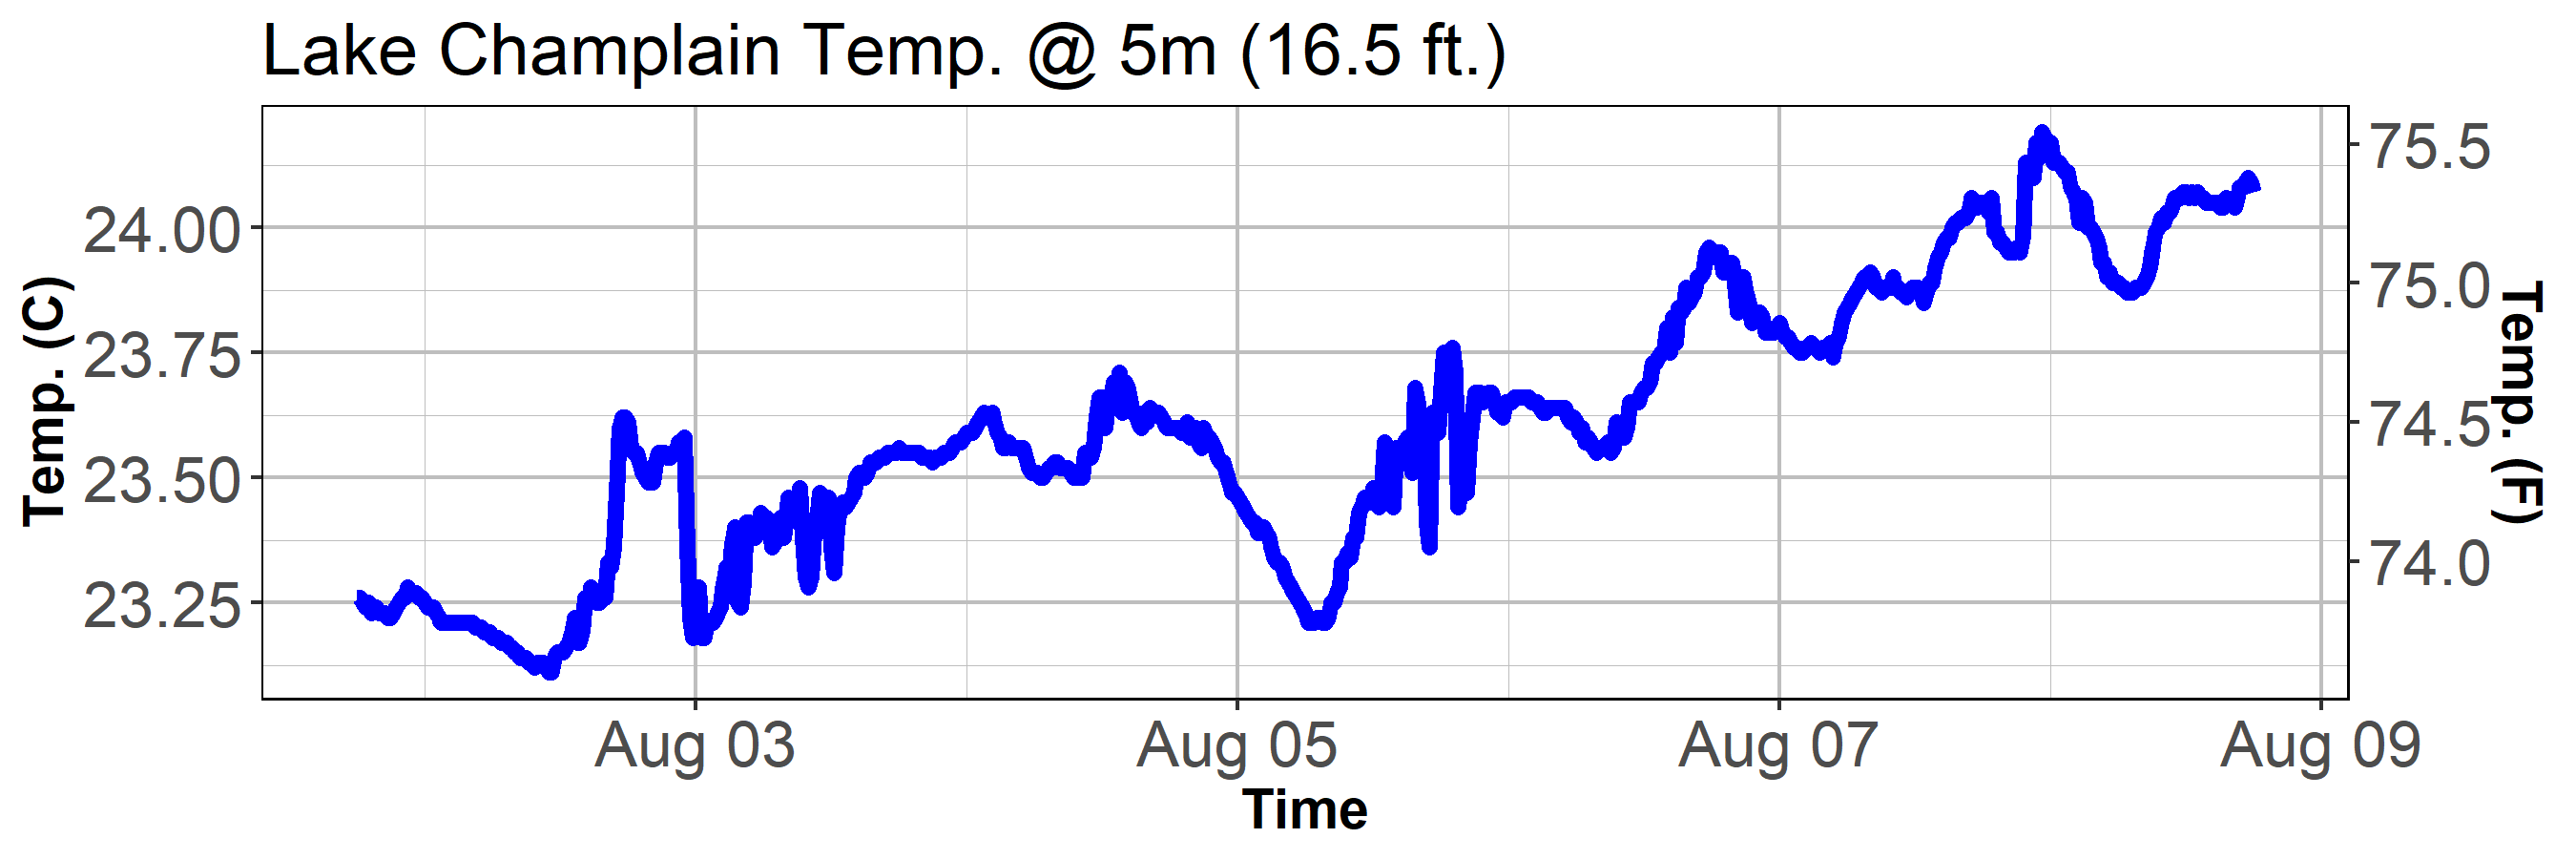 Lake Champlain Temp. @ 5m (16.5 ft.)
Temp. (C)
24.00
23.75
23.50
23.25
75.5
75.0
74.5
74.0
Temp. (F)
Aug 03 Aug 05 Aug 07 Aug 09
Time